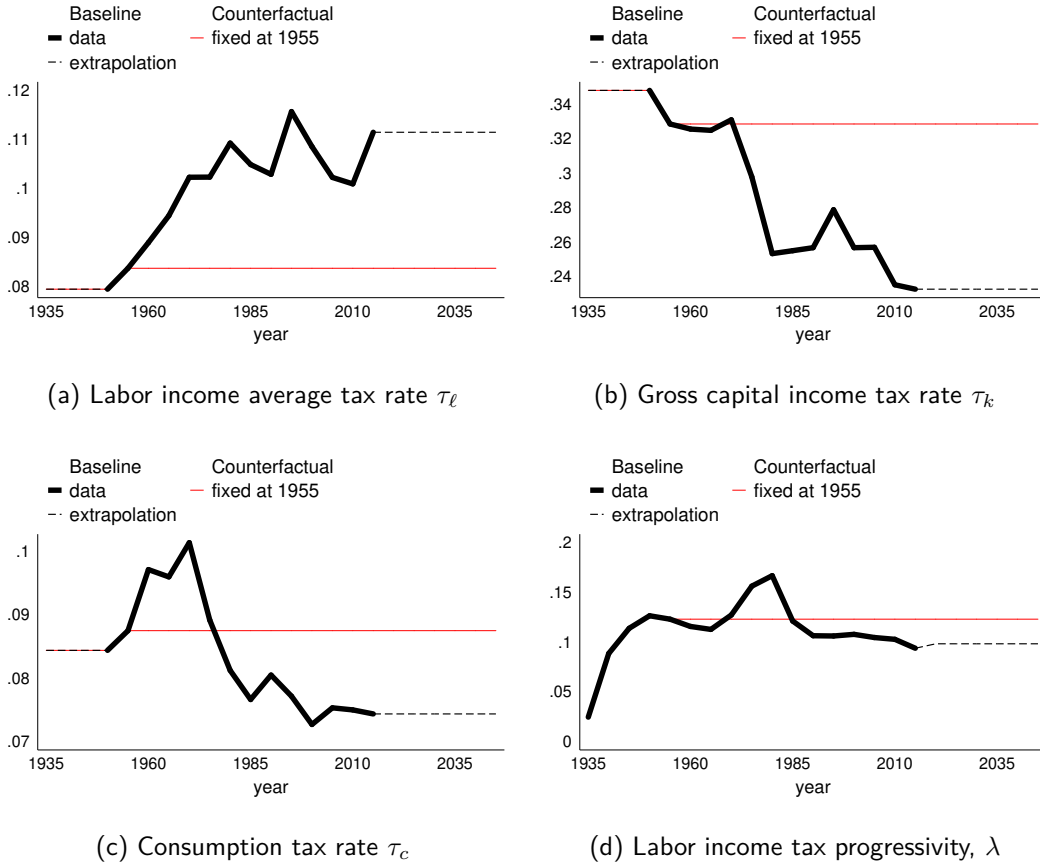 Baseline Counterfactual
data fixed at 1955
extrapolation
.12
.11
.1
.09
.08
1935 1960 1985 2010 2035
year
(a) Labor income average tax rate τℓ
Baseline Counterfactual
data fixed at 1955
extrapolation
.34
.32
.3
.28
.26
.24
1935 1960 1985 2010 2035
year
(b) Gross capital income tax rate τk
Baseline Counterfactual
data fixed at 1955
extrapolation
.1
.09
.08
.07
1935 1960 1985 2010 2035
year
(c) Consumption tax rate τc
Baseline Counterfactual
data fixed at 1955
extrapolation
.2
.15
.1
.05
0
1935 1960 1985 2010 2035
year
(d) Labor income tax progressivity, λ